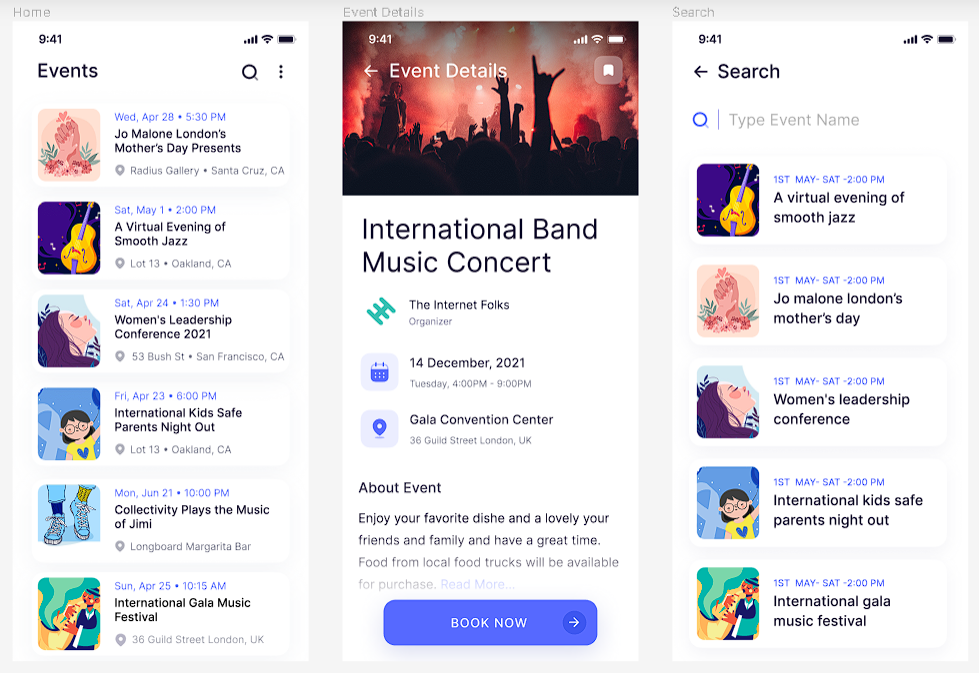 Home
9:41
Events
Wed, Apr 28 • 5:30 PM
Jo Malone London’s
Mother’s Day Presents
Radius Gallery • Santa Cruz, CA
Sat, May 1 • 2:00 PM
A Virtual Evening of
Smooth Jazz
Lot 13 • Oakland, CA
Sat, Apr 24 • 1:30 PM
Women's Leadership
Conference 2021
53 Bush St • San Francisco, CA
Fri, Apr 23 • 6:00 PM
International Kids Safe
Parents Night Out
Lot 13 • Oakland, CA
Mon, Jun 21 • 10:00 PM
Collectivity Plays the Music
of Jimi
Longboard Margarita Bar
Sun, Apr 25 • 10:15 AM
International Gala Music
Festival
36 Guild Street London, UK
Event Details
9:41
Event Details
International Band
Music Concert
The Internet Folks
Organizer
14 December, 2021
Tuesday, 4:00PM - 9:00PM
Gala Convention Center
36 Guild Street London, UK
About Event
Enjoy your favorite dishe and a lovely your
friends and family and have a great time.
Food from local food trucks will be available
for purchase. Read More...
BOOK NOW
Search
9:41
Search
Type Event Name
1ST MAY- SAT -2:00 PM
A virtual evening of
smooth jazz
1ST MAY- SAT -2:00 PM
Jo malone london’s
mother’s day
1ST MAY- SAT -2:00 PM
Women's leadership
conference
1ST MAY- SAT -2:00 PM
International kids safe
parents night out
1ST MAY- SAT -2:00 PM
International gala
music festival